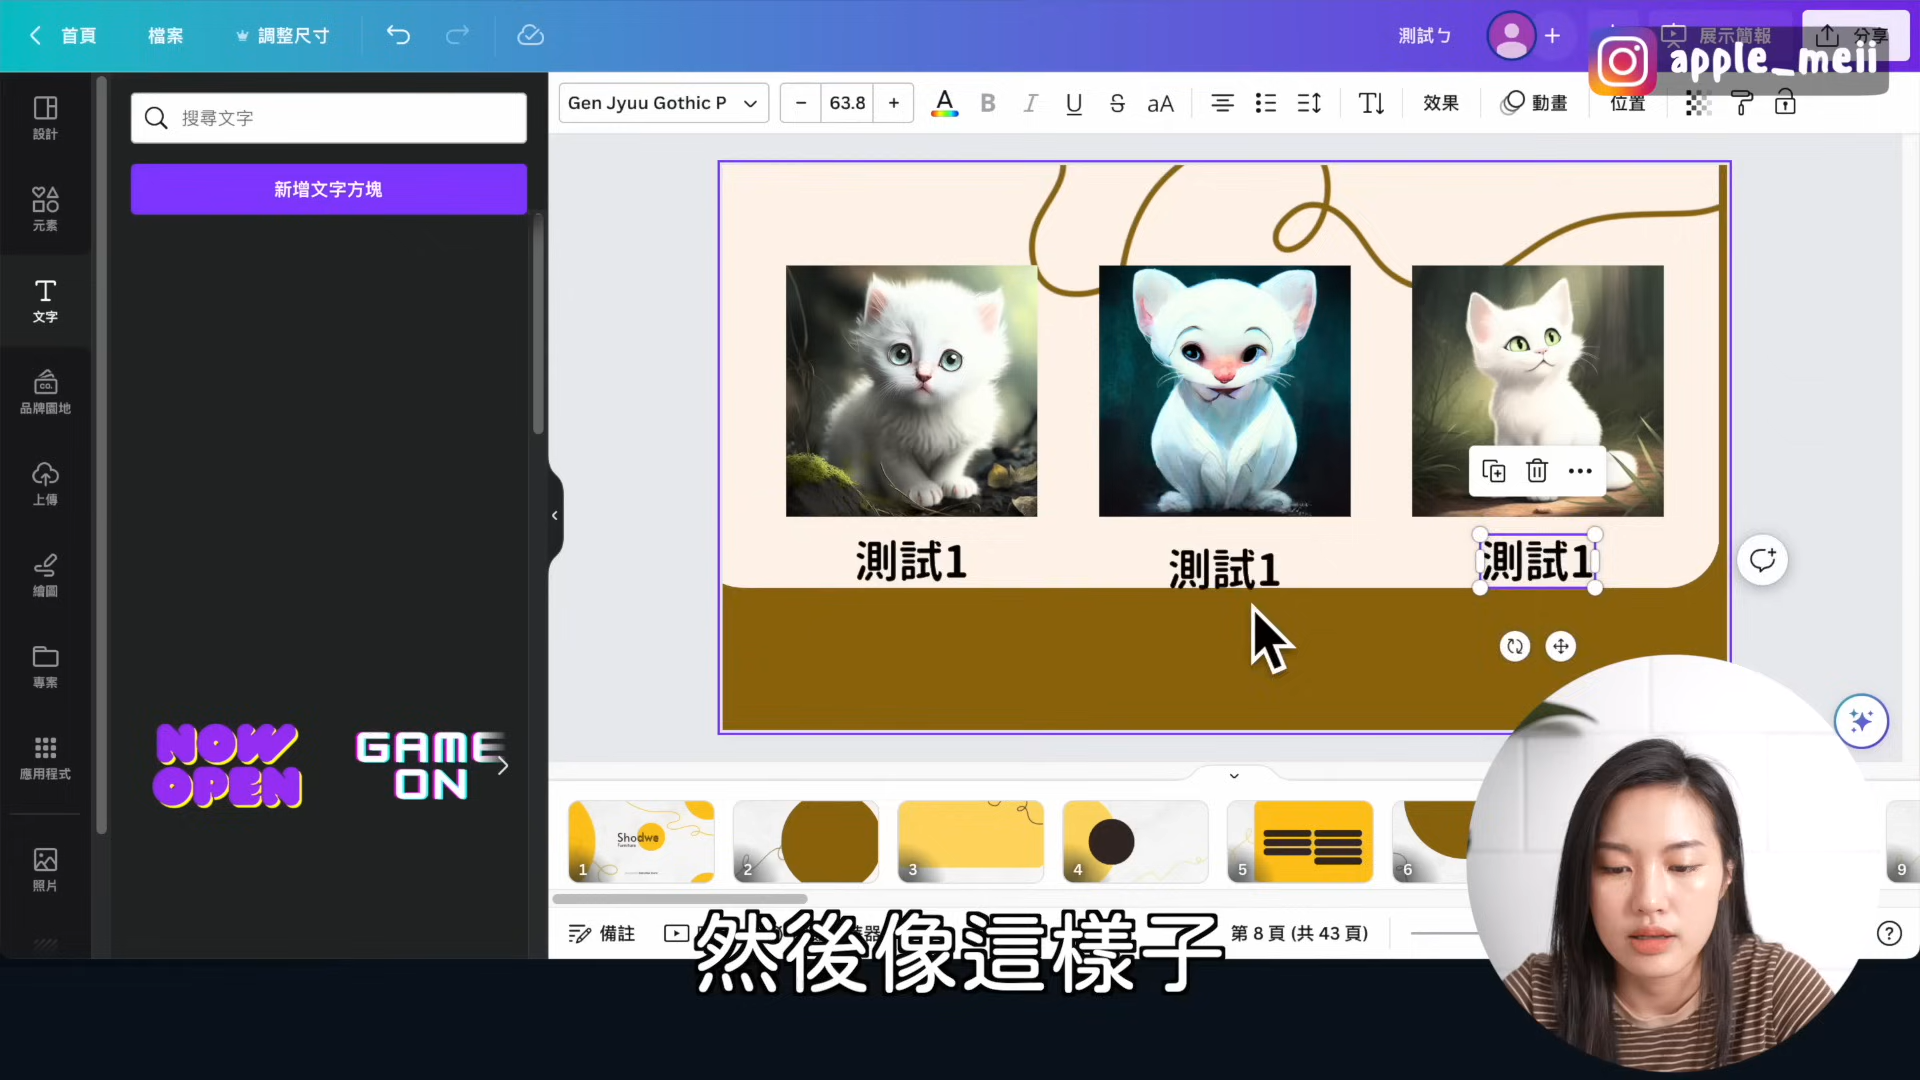 首頁
檔案
調整尺寸
測試ㄅ
展示簡報
分享
apple_meii
設計
元素
文字
品牌園地
上傳
繪圖
專案
應用程式
照片
搜尋文字
新增文字方塊
NOW
OPEN
GAME
ON
Gen Jyuu Gothic P
63.8
A
B
I
U
S
aA
效果
動畫
位置
測試1
測試1
測試1
1
Shodwe
2
3
4
5
6
9
備註
第 8 頁 (共 43 頁)
然後像這樣子